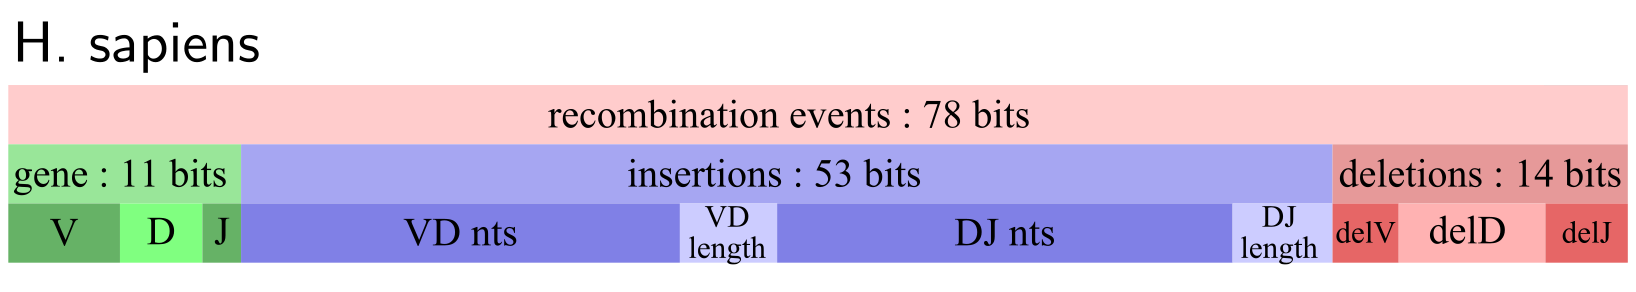 H. sapiens
recombination events : 78 bits
gene : 11 bits insertions : 53 bits deletions : 14 bits
V D J VD nts VD length DJ nts DJ length delV delD delJ